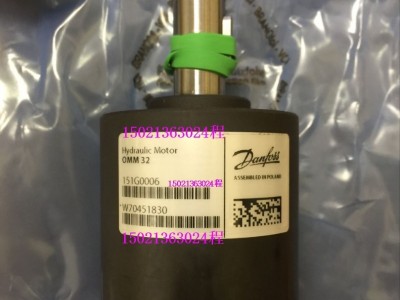 15021363024程
Hydraulic Motor
OMM 32
151G0006
15021363024程
W70451830
15021363024程
Danfoss
ASSEMBLED IN POLAND